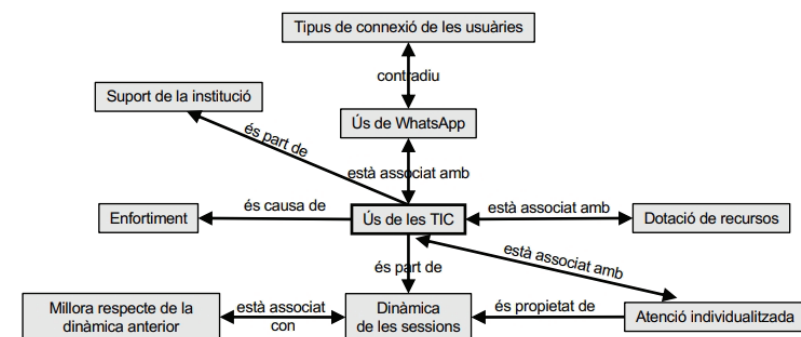 Tipus de connexió de les usuàries
contradiu
Suport de la institució
Ús de WhatsApp
és part de
està associat amb
Enfortiment
és causa de
Ús de les TIC
està associat amb
Dotació de recursos
és part de
està associat amb
Millora respecte de la
dinàmica anterior
està associat
con
Dinàmica
de les sessions
és propietat de
Atenció individualitzada